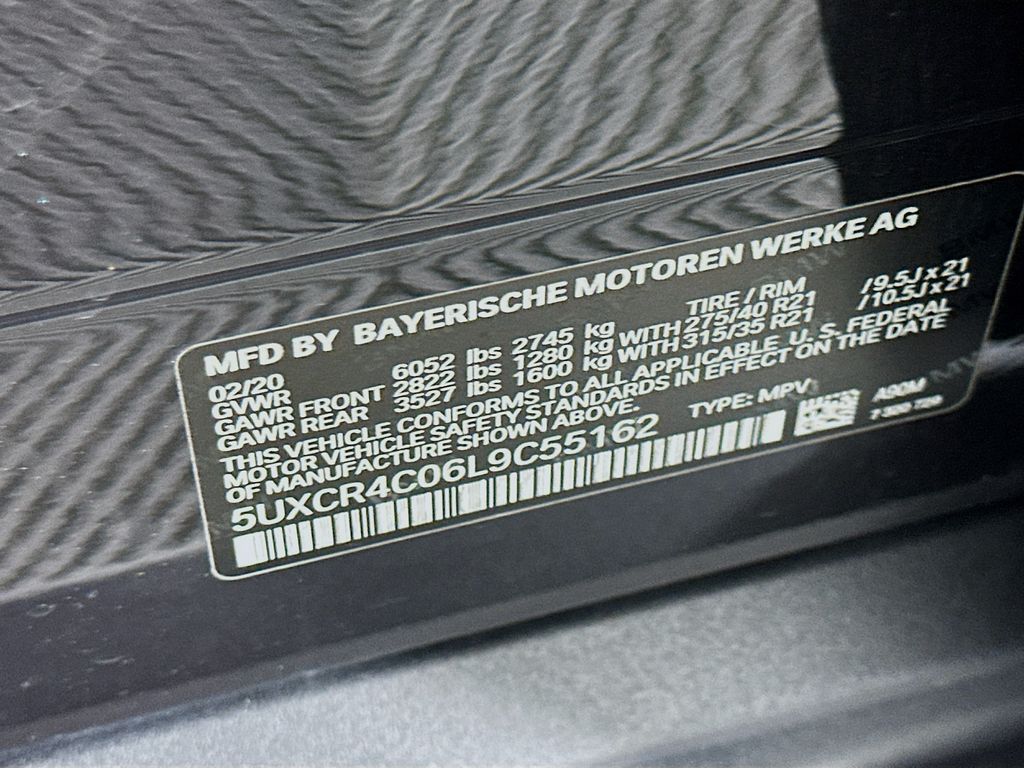 MFD BY BAYERISCHE MOTOREN WERKE AG
02/20 TIRE / RIM
GVWR 6052 lbs 2745 kg
GAWR FRONT 2822 lbs 1280 kg WITH 275/40 R21 /9.5J x 21
GAWR REAR 3527 lbs 1600 kg WITH 315/35 R21 /10.5J x 21
THIS VEHICLE CONFORMS TO ALL APPLICABLE U.S. FEDERAL
MOTOR VEHICLE SAFETY STANDARDS IN EFFECT ON THE DATE
OF MANUFACTURE SHOWN ABOVE.
TYPE: MPV A90M
5UXCR4C06L9C55162